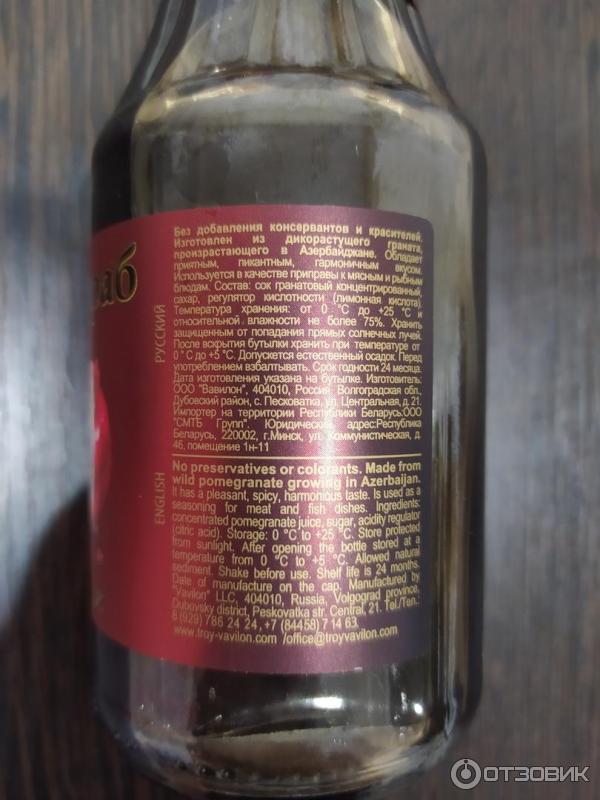 аб
РУССКИЙ
Без добавления консервантов и красителей.
Изготовлен из дикорастущего граната,
произрастающего в Азербайджане. Обладает
приятным, пикантным, гармоничным вкусом.
Используется в качестве приправы к мясным и рыбным
блюдам. Состав: сок гранатовый концентрированный,
сахар, регулятор кислотности (лимонная кислота).
Температура хранения: от 0 °C до +25 °C и
относительной влажности не более 75%. Хранить
защищенным от попадания прямых солнечных лучей.
После вскрытия бутылки хранить при температуре от
0 °C до +5 °C. Допускется естественный осадок. Перед
употреблением взбалтывать. Срок годности 24 месяца.
Дата изготовления указана на бутылке. Изготовитель:
ООО "Вавилон", 404010, Россия, Волгоградская обл.,
Дубовский район, с. Песковатка, ул. Центральная, д. 21.
Импортер на территории Республики Беларусь:ООО
"СМТБ Групп". Юридический адрес:Республика
Беларусь, 220002, г.Минск, ул. Коммунистическая, д.
46, помещение 1н-11
ENGLISH
No preservatives or colorants. Made from
wild pomegranate growing in Azerbaijan.
It has a pleasant, spicy, harmonious taste. Is used as a
seasoning for meat and fish dishes. Ingredients:
concentrated pomegranate juice, sugar, acidity regulator
(citric acid). Storage: 0 °C to +25 °C. Store protected
from sunlight. After opening the bottle stored at a
temperature from 0 °C to +5 °C. Allowed natural
sediment. Shake before use. Shelf life is 24 months.
Date of manufacture on the cap. Manufactured by
"Vavilon" LLC, 404010, Russia, Volgograd province,
Dubovsky district, Peskovatka str. Central, 21. Tel./Ten.:
8 (929) 786 24 24, +7 (84458) 7 14 63.
www.troy-vavilon.com /office@troyvavilon.com
ОТЗОВИК